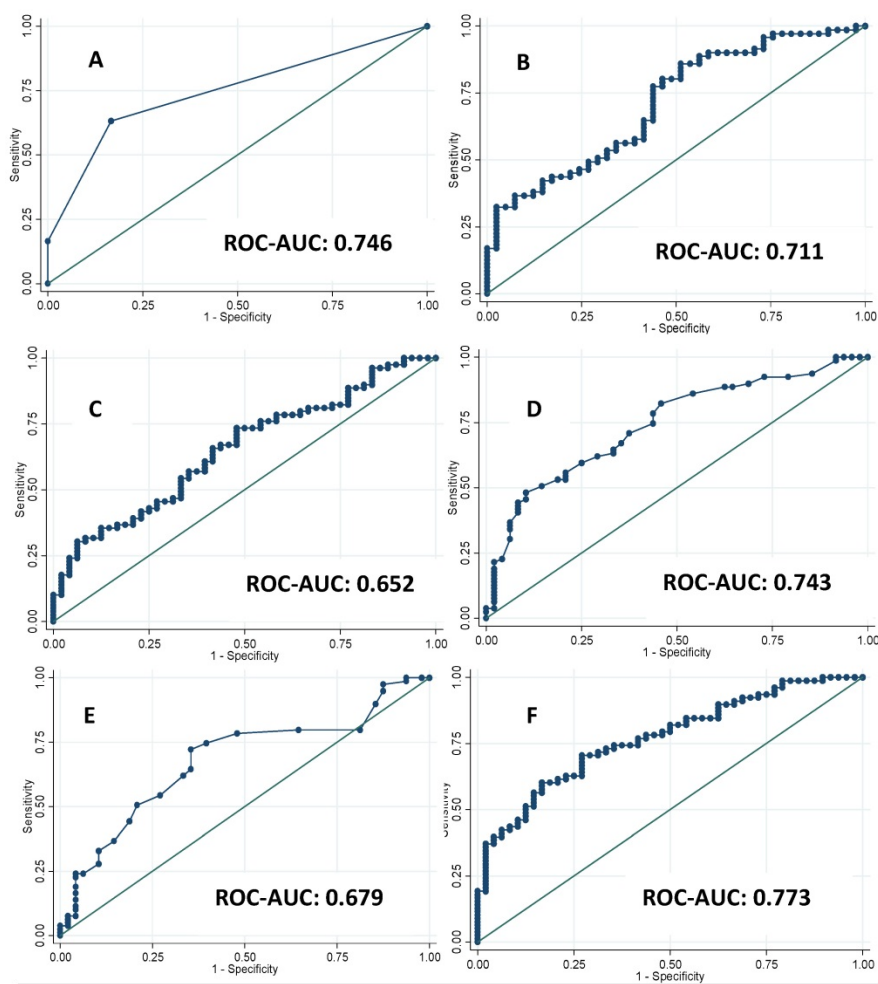 A
Sensitivity
0.00 0.25 0.50 0.75 1.00
ROC-AUC: 0.746
0.00 0.25 0.50 0.75 1.00
1 - Specificity
B
Sensitivity
0.00 0.25 0.50 0.75 1.00
ROC-AUC: 0.711
0.00 0.25 0.50 0.75 1.00
1 - Specificity
C
Sensitivity
0.00 0.25 0.50 0.75 1.00
ROC-AUC: 0.652
0.00 0.25 0.50 0.75 1.00
1 - Specificity
D
Sensitivity
0.00 0.25 0.50 0.75 1.00
ROC-AUC: 0.743
0.00 0.25 0.50 0.75 1.00
1 - Specificity
E
Sensitivity
0.00 0.25 0.50 0.75 1.00
ROC-AUC: 0.679
0.00 0.25 0.50 0.75 1.00
1 - Specificity
F
Sensitivity
0.00 0.25 0.50 0.75 1.00
ROC-AUC: 0.773
0.00 0.25 0.50 0.75 1.00
1 - Specificity